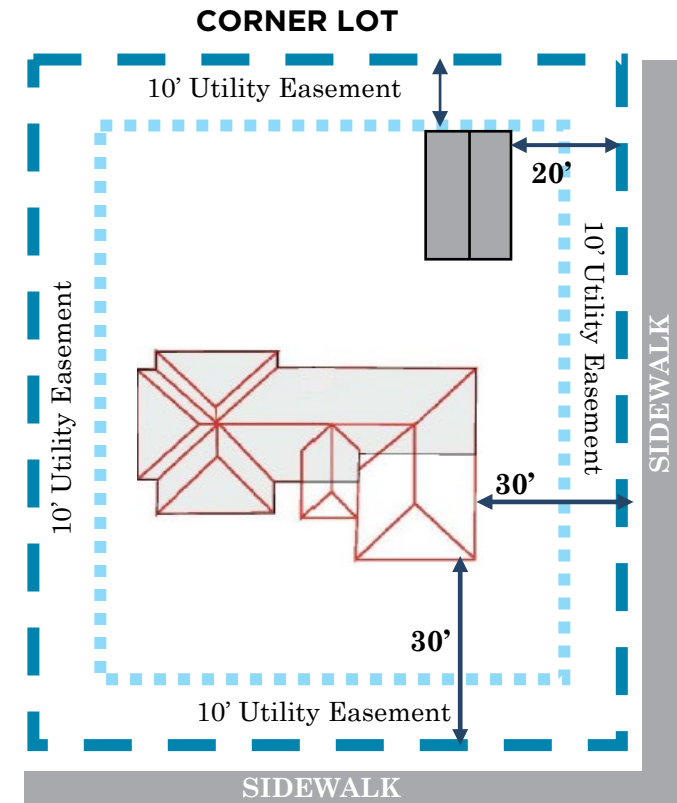 CORNER LOT
10’ Utility Easement
20’
10’ Utility Easement
10’ Utility Easement
SIDEWALK
30’
30’
10’ Utility Easement
SIDEWALK